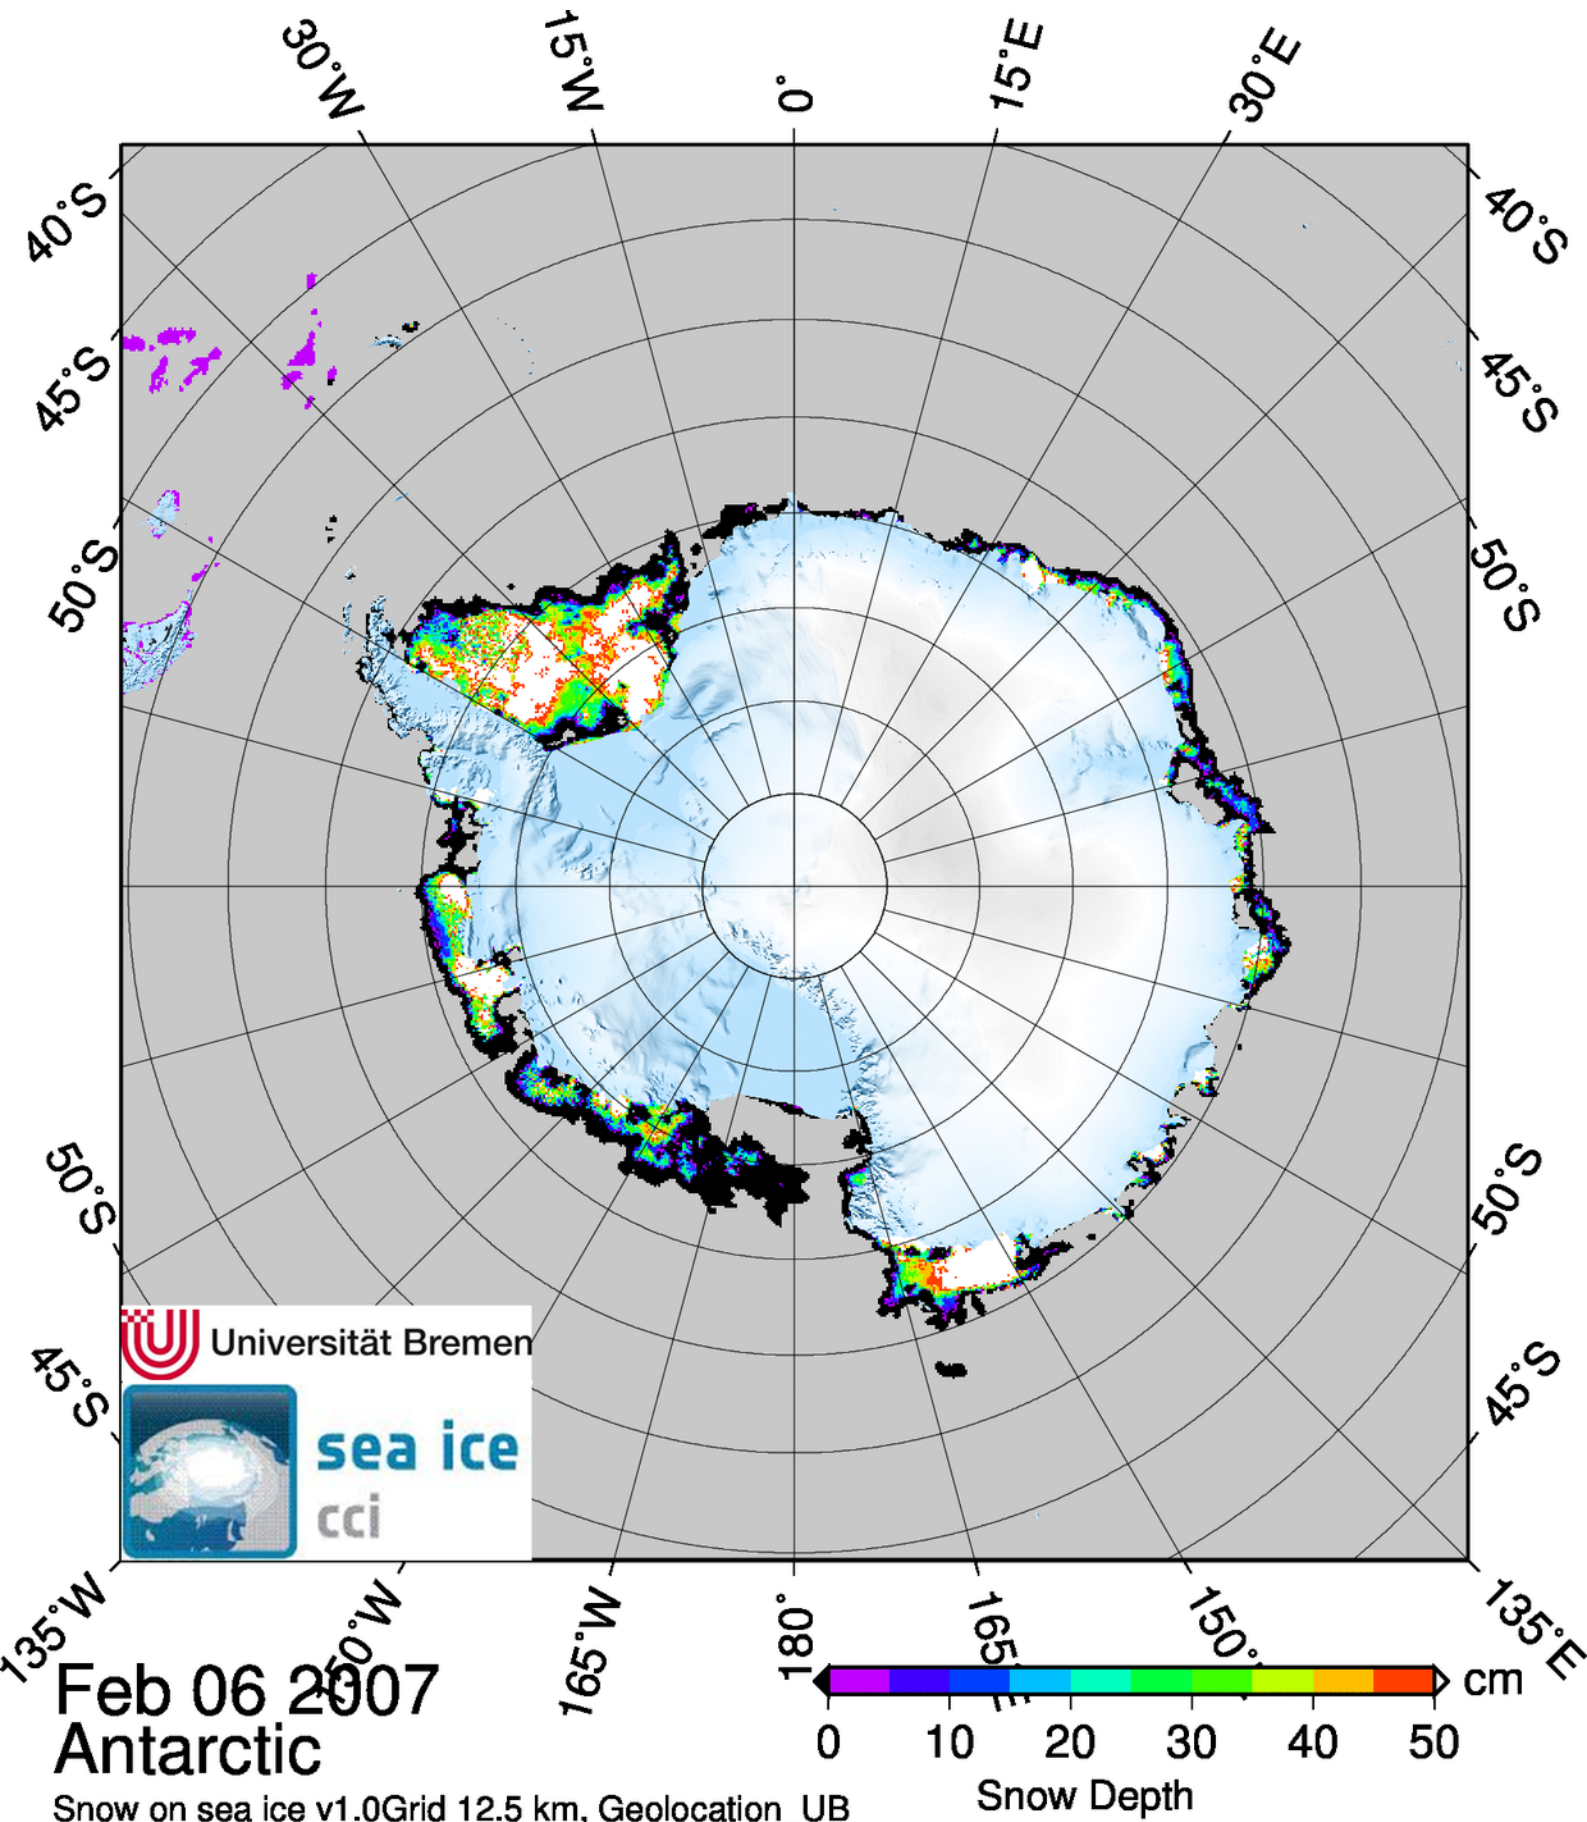 30°W 15°W 0° 15°E 30°E
40°S 40°S
45°S 45°S
50°S 50°S
50°S 50°S
45°S 45°S
Universität Bremen
sea ice
cci
135°W 165°W 180° 165°E 150° 135°E
Feb 06 2007
Antarctic
Snow on sea ice v1.0Grid 12.5 km, Geolocation UB
cm
0 10 20 30 40 50
Snow Depth